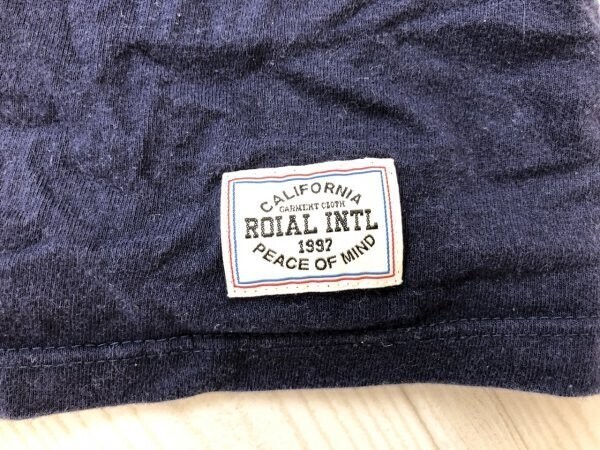 CALIFORNIA
GARMENT CLOTH
ROIAL INTL
1997
PEACE OF MIND